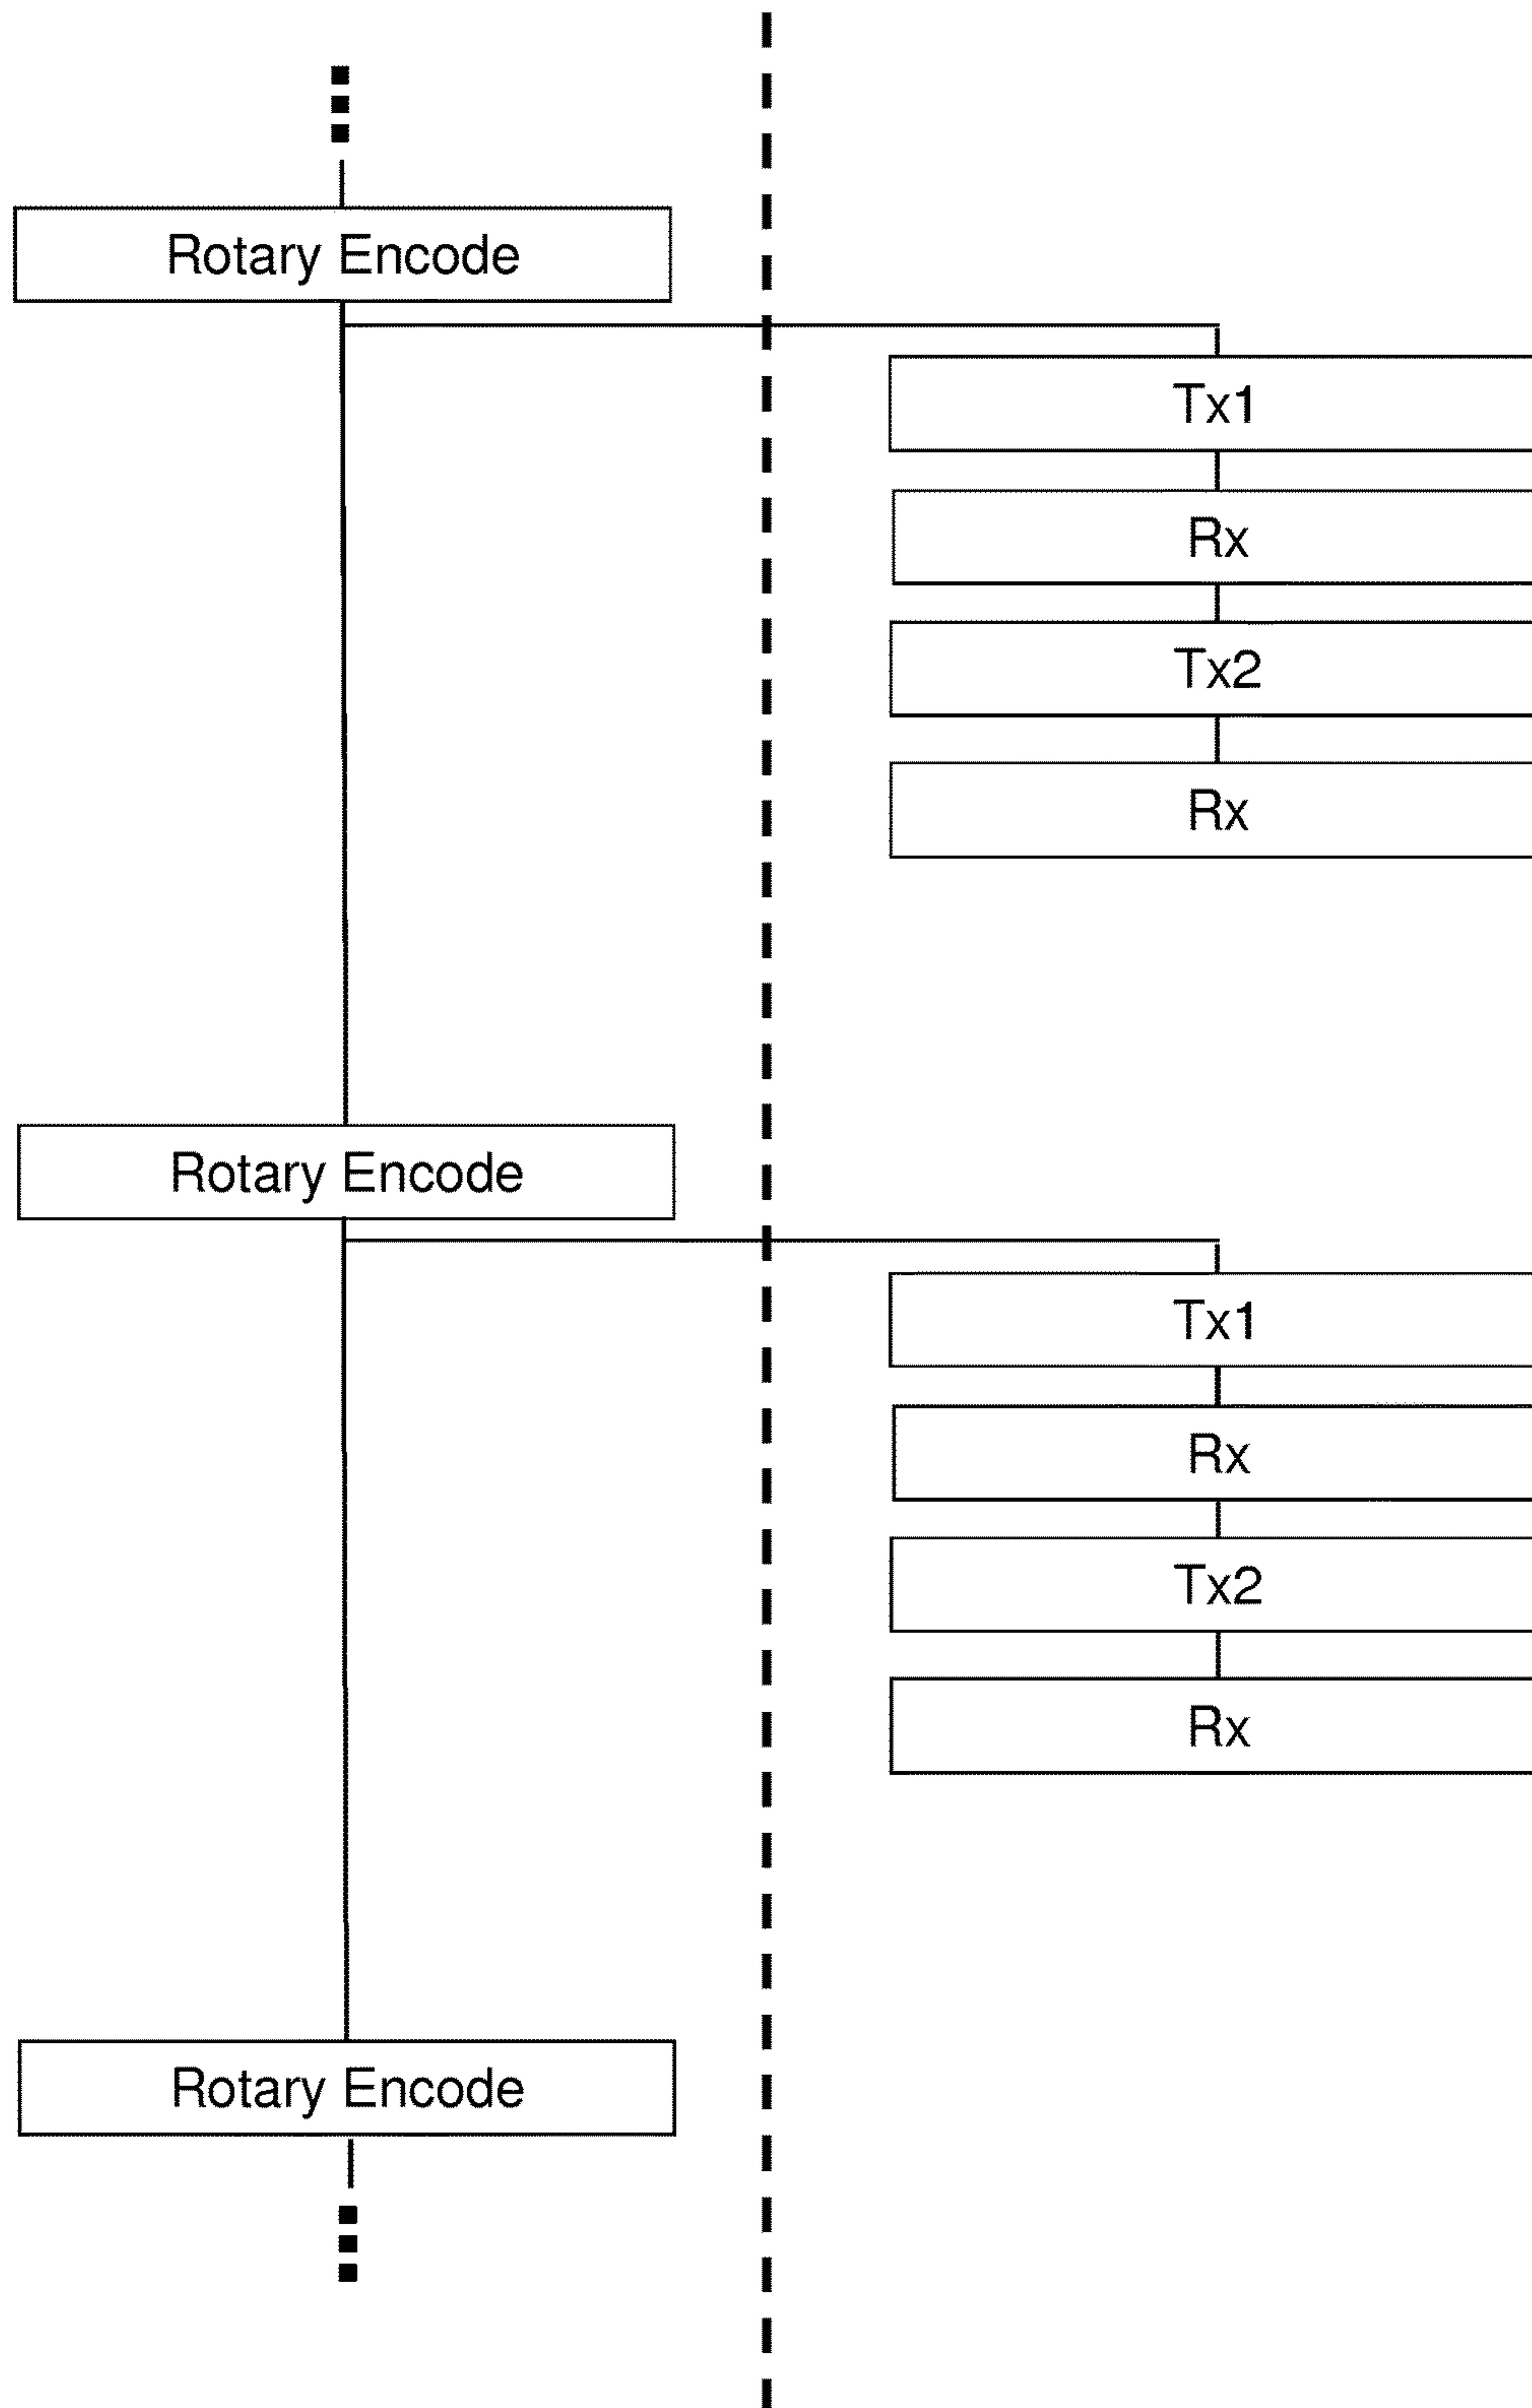 Rotary Encode
Tx1
Rx
Tx2
Rx
Rotary Encode
Tx1
Rx
Tx2
Rx
Rotary Encode